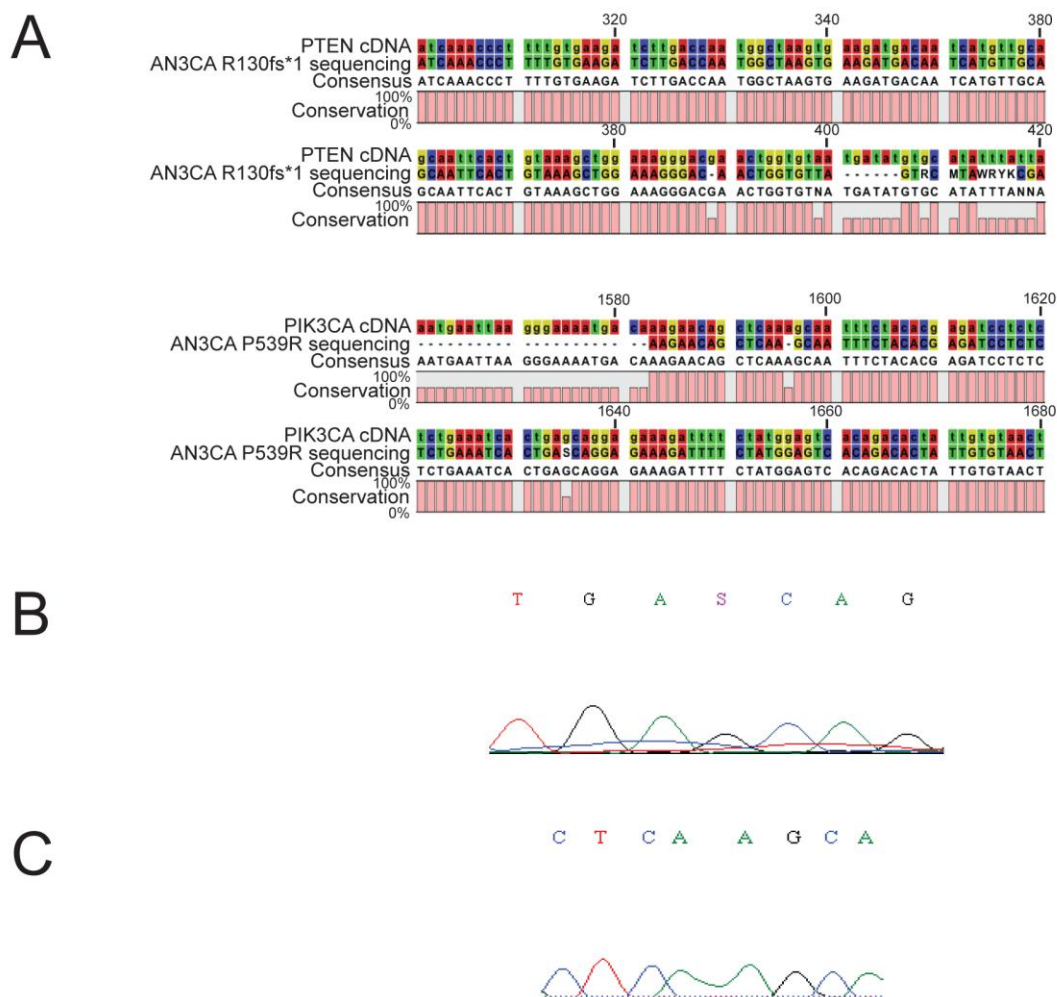 A
320 340 360
PTEN cDNA atcaaaccct tttgtgaaga tcttgaccaa tggctaagtg aagatgacaa tcatgttgca
AN3CA R130fs*1 sequencing ATCAAACCCT TTTGTGAAGA TCTTGACCAA TGGCTAAGTG AAGATGACAA TCATGTTGCA
Consensus ATCAAACCCT TTTGTGAAGA TCTTGACCAA TGGCTAAGTG AAGATGACAA TCATGTTGCA
100%
Conservation
0%
380 400 420
PTEN cDNA gcaattcact gtaaagctgg aaagggacga actggtgtaa tgatatgtgc atatttatta
AN3CA R130fs*1 sequencing GCAATTCACT GTAAAGCTGG AAAGGGAC-A ACTGGTGTTA ------GTRC MTAWRYKCGA
Consensus GCAATTCACT GTAAAGCTGG AAAGGGACGA ACTGGTGTNA TGATATGTGC ATATTTANNA
100%
Conservation
0%
1580 1600 1620
PIK3CA cDNA aatgaattaa gggaaaatga caaagaacag ctcaaagcaa tttctacacg agatcctctc
AN3CA P539R sequencing ---------- ---------- --AAGAACAG CTCAA-GCAA TTTCTACACG AGATCCTCTC
Consensus AATGAATTAA GGGAAAATGA CAAAGAACAG CTCAAAGCAA TTTCTACACG AGATCCTCTC
100%
Conservation
0%
1640 1660 1680
PIK3CA cDNA tctgaaatca ctgagcagga gaaagatttt ctatggagtc acagacacta ttgtgtaact
AN3CA P539R sequencing TCTGAAATCA CTGASCAGGA GAAAGATTTT CTATGGAGTC ACAGACACTA TTGTGTAACT
Consensus TCTGAAATCA CTGAGCAGGA GAAAGATTTT CTATGGAGTC ACAGACACTA TTGTGTAACT
100%
Conservation
0%
B
T G A S C A G
C
C T C A A G C A